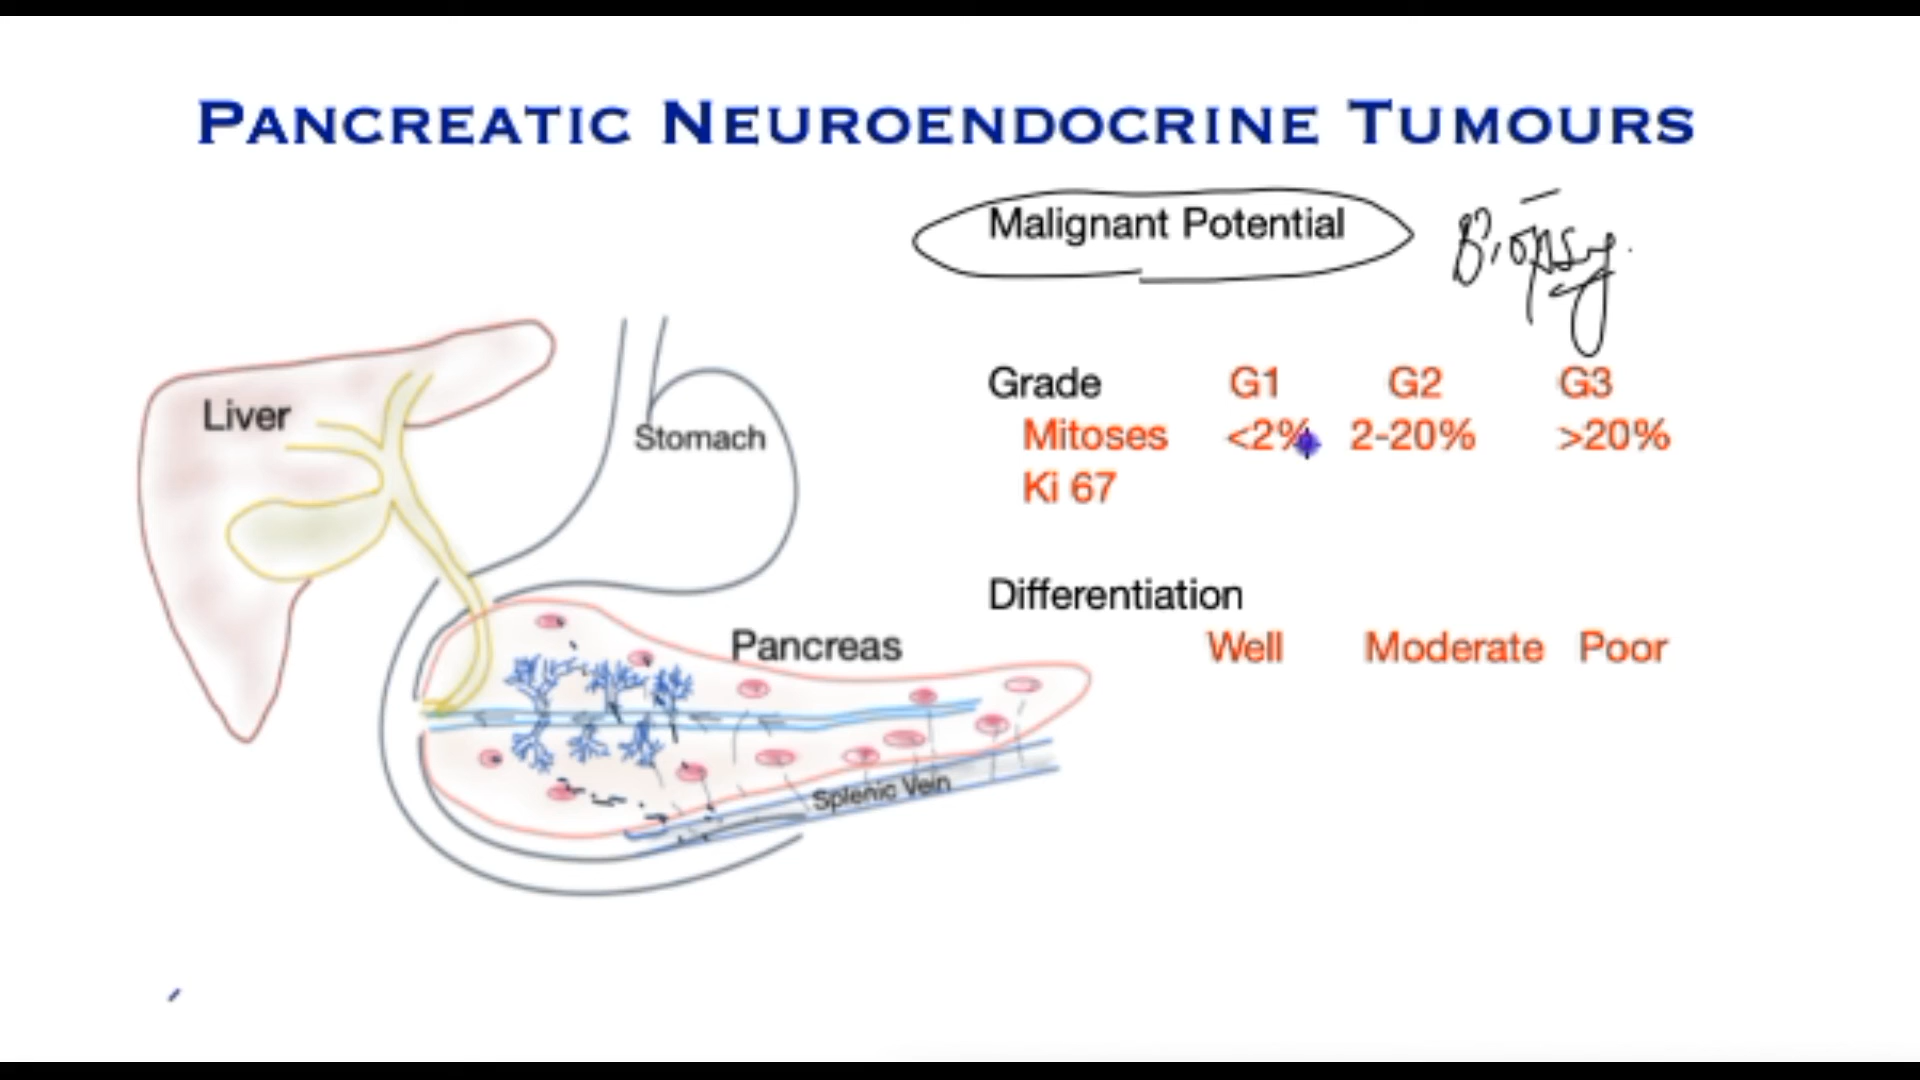 PANCREATIC NEUROENDOCRINE TUMOURS
Malignant Potential
Biopsy.
Grade G1 G2 G3
Mitoses <2% 2-20% >20%
Ki 67
Differentiation
Well Moderate Poor
Liver
Stomach
Pancreas
Splenic Vein